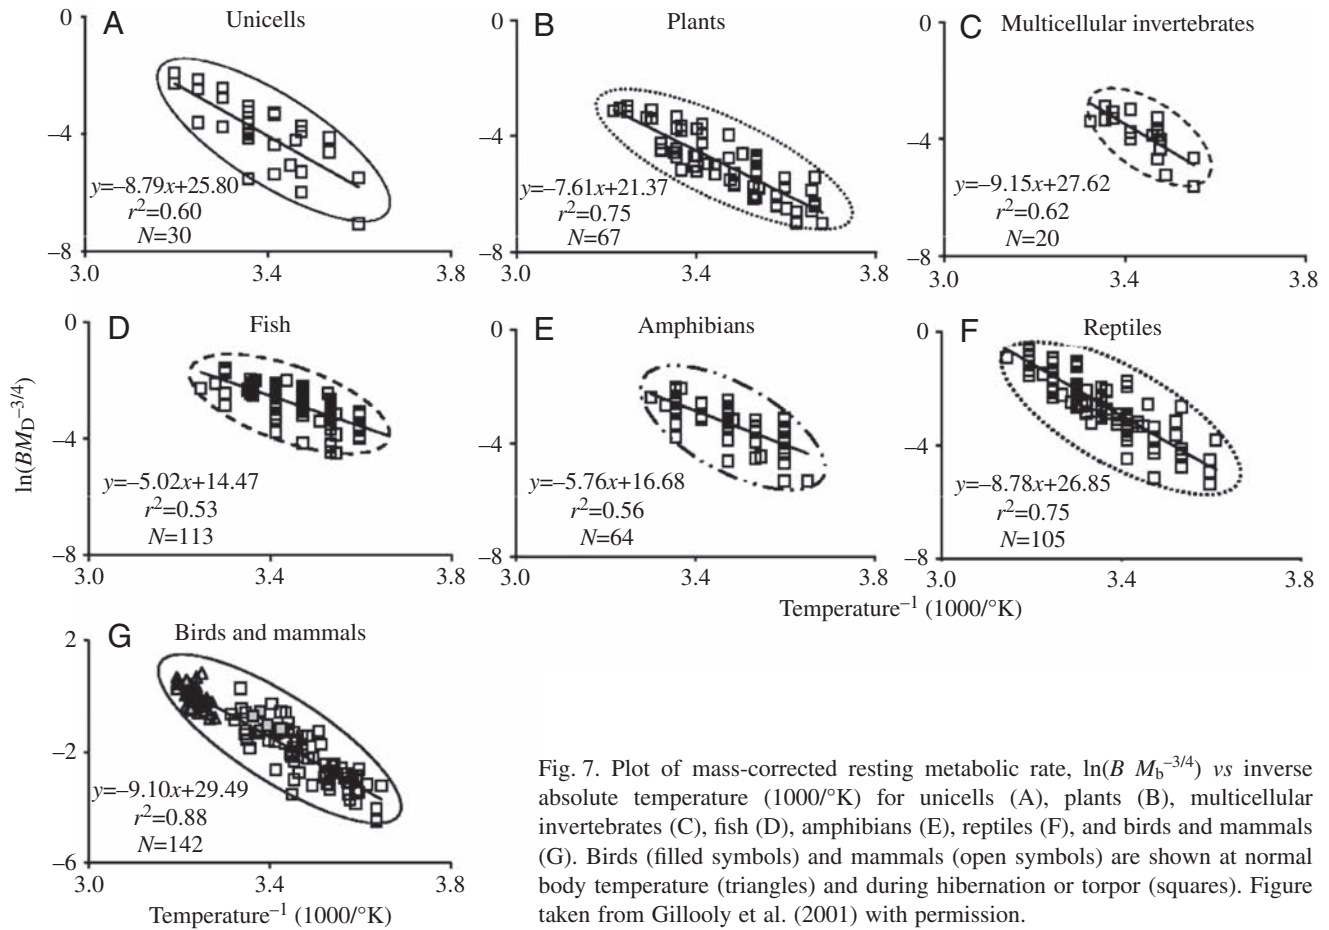 A Unicells
0
−4
−8
y=−8.79x+25.80
r²=0.60
N=30
3.0 3.4 3.8
B Plants
0
−4
−8
y=−7.61x+21.37
r²=0.75
N=67
3.0 3.4 3.8
C Multicellular invertebrates
0
−4
−8
y=−9.15x+27.62
r²=0.62
N=20
3.0 3.4 3.8
ln(BM_D^−3/4)
D Fish
0
−4
−8
y=−5.02x+14.47
r²=0.53
N=113
3.0 3.4 3.8
E Amphibians
0
−4
−8
y=−5.76x+16.68
r²=0.56
N=64
3.0 3.4 3.8
F Reptiles
0
−4
−8
y=−8.78x+26.85
r²=0.75
N=105
3.0 3.4 3.8
Temperature⁻¹ (1000/°K)
G Birds and mammals
2
−2
−6
y=−9.10x+29.49
r²=0.88
N=142
3.0 3.4 3.8
Temperature⁻¹ (1000/°K)
Fig. 7. Plot of mass-corrected resting metabolic rate, ln(B M_b^−3/4) vs inverse
absolute temperature (1000/°K) for unicells (A), plants (B), multicellular
invertebrates (C), fish (D), amphibians (E), reptiles (F), and birds and mammals
(G). Birds (filled symbols) and mammals (open symbols) are shown at normal
body temperature (triangles) and during hibernation or torpor (squares). Figure
taken from Gillooly et al. (2001) with permission.